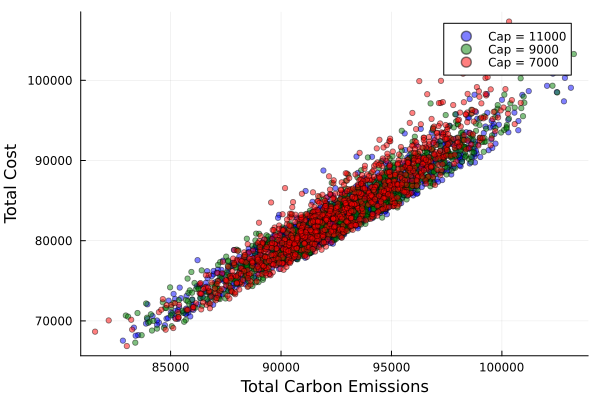 Cap = 11000
Cap = 9000
Cap = 7000
100000
90000
80000
70000
Total Cost
85000
90000
95000
100000
Total Carbon Emissions